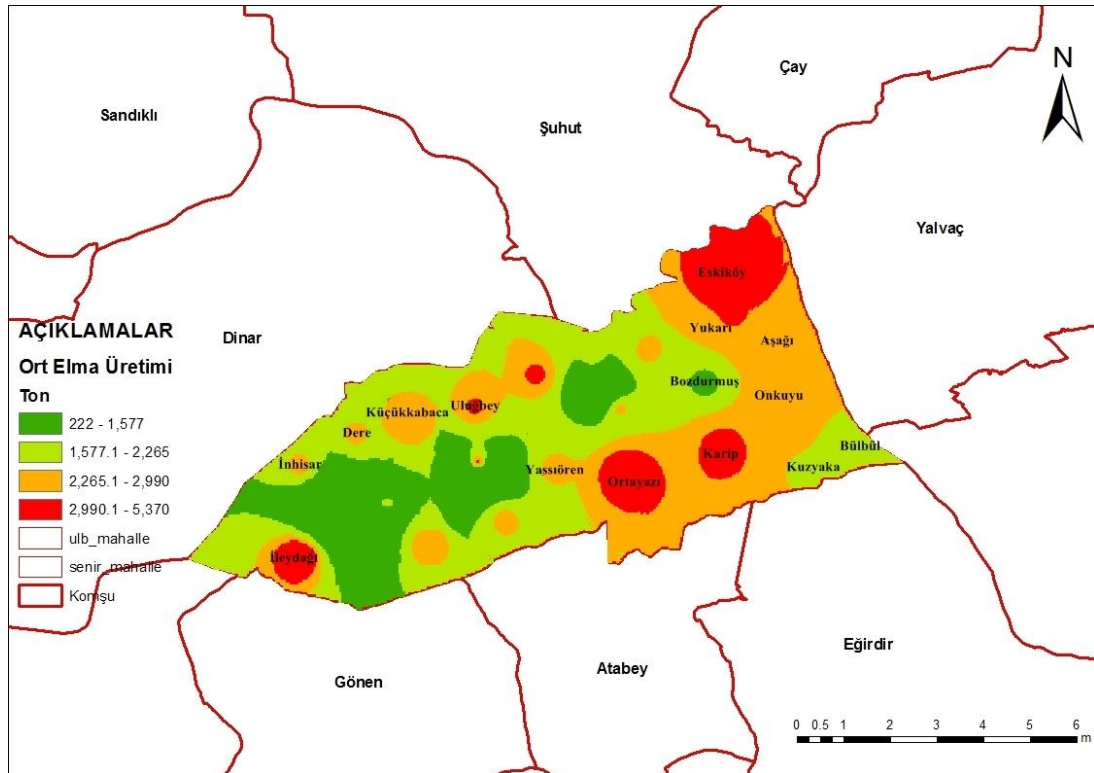 Çay
N
Sandıklı
Şuhut
Yalvaç
Eskiköy
AÇIKLAMALAR
Dinar
Yukarı
Aşağı
Ort Elma Üretimi
Ton
Bozdurmuş
222 - 1,577
Onkuyu
Küçükkabaca
Uluğbey
1,577.1 - 2,265
Dere
Bülbül
2,265.1 - 2,990
İnhisar
Yassıören
Karip
Kuzyaka
2,990.1 - 5,370
Ortayazı
ulb_mahalle
İleydağı
senir_mahalle
Komşu
Eğirdir
Gönen
Atabey
0 0.5 1 2 3 4 5 6
m